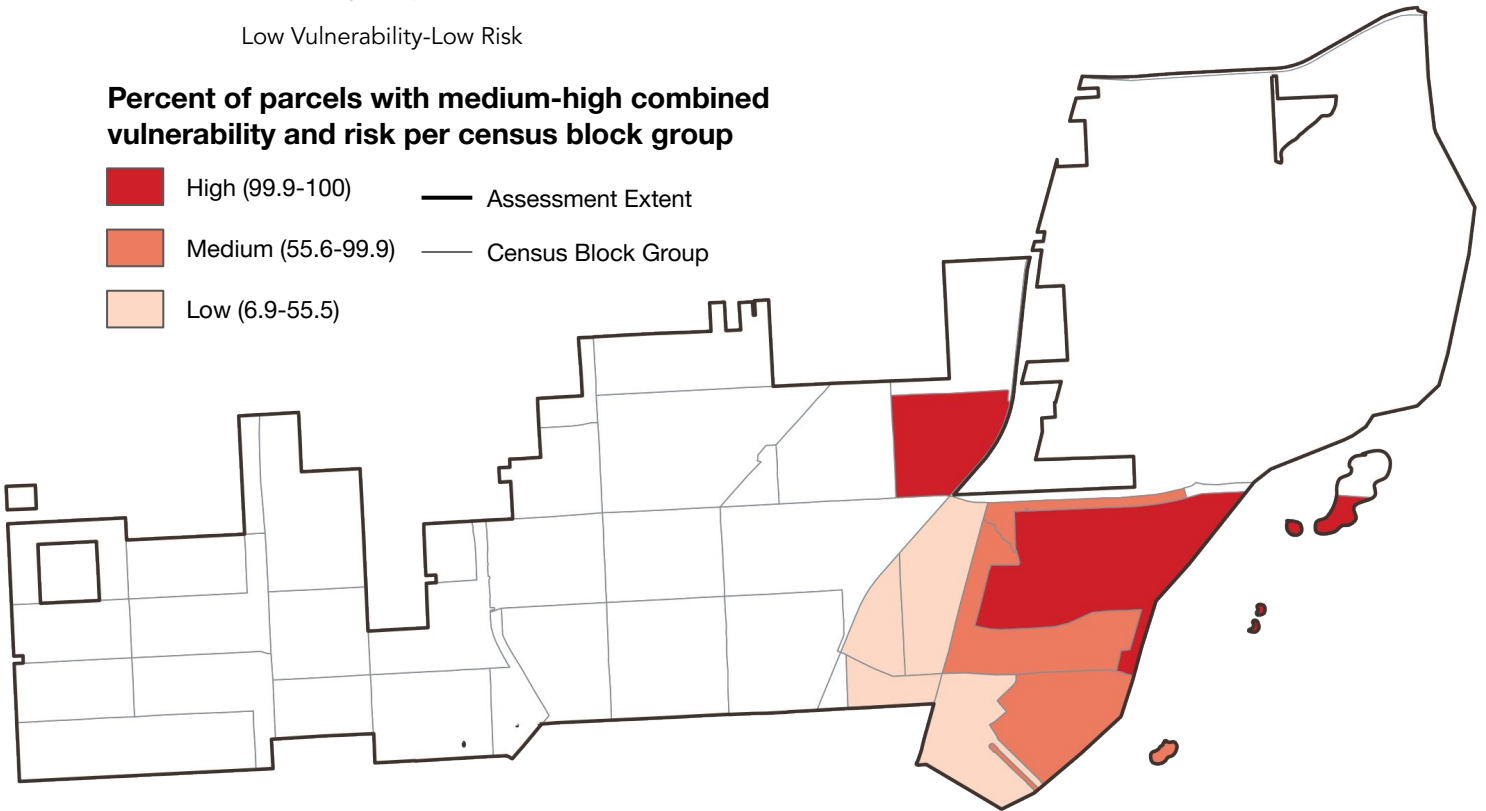 Low Vulnerability-Low Risk
Percent of parcels with medium-high combined
vulnerability and risk per census block group
High (99.9-100)
Assessment Extent
Medium (55.6-99.9)
Census Block Group
Low (6.9-55.5)